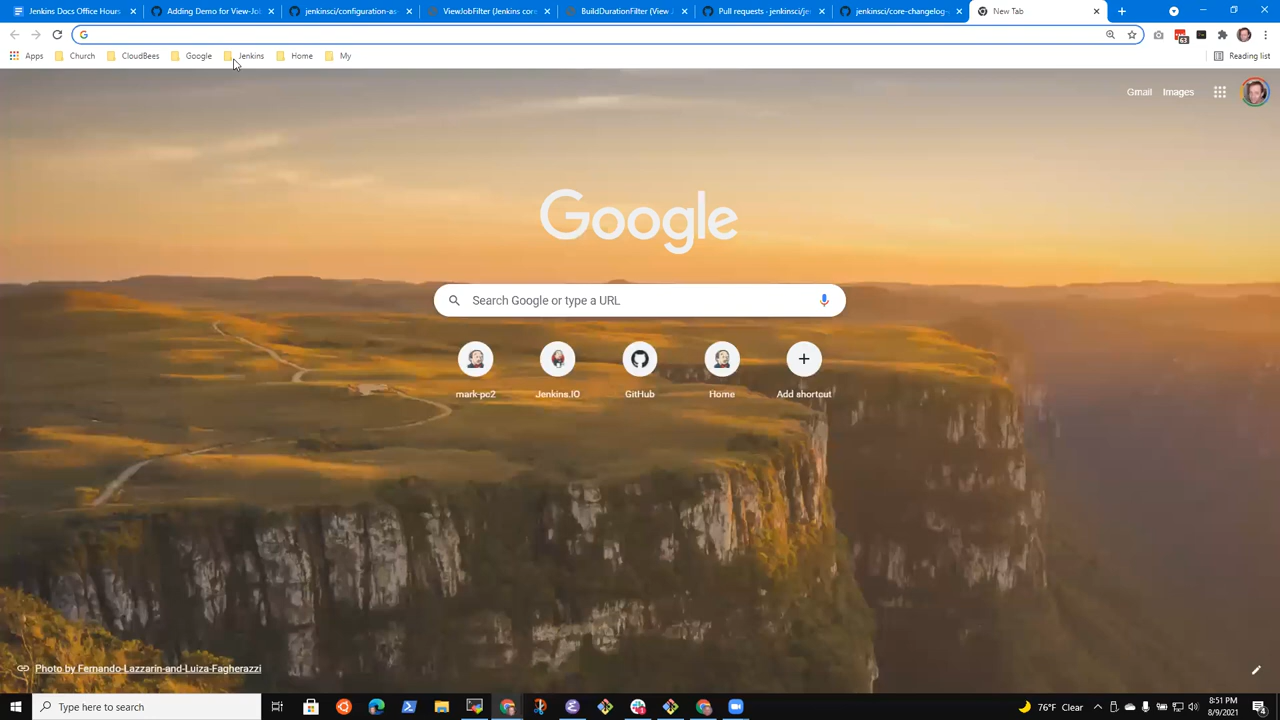 Jenkins Docs Office Hours
Adding Demo for View-Jo
jenkinsci/configuration-as-
ViewJobFilter (Jenkins core
BuildDurationFilter (View J
Pull requests · jenkinsci/je
jenkinsci/core-changelog-
New Tab
Apps
Church
CloudBees
Google
Jenkins
Home
My
63
Reading list
Gmail
Images
Google
Search Google or type a URL
mark-pc2
Jenkins.IO
GitHub
Home
Add shortcut
Photo by Fernando-Lazzarin-and-Luiza-Fagherazzi
Type here to search
76°F Clear
8:51 PM
8/9/2021